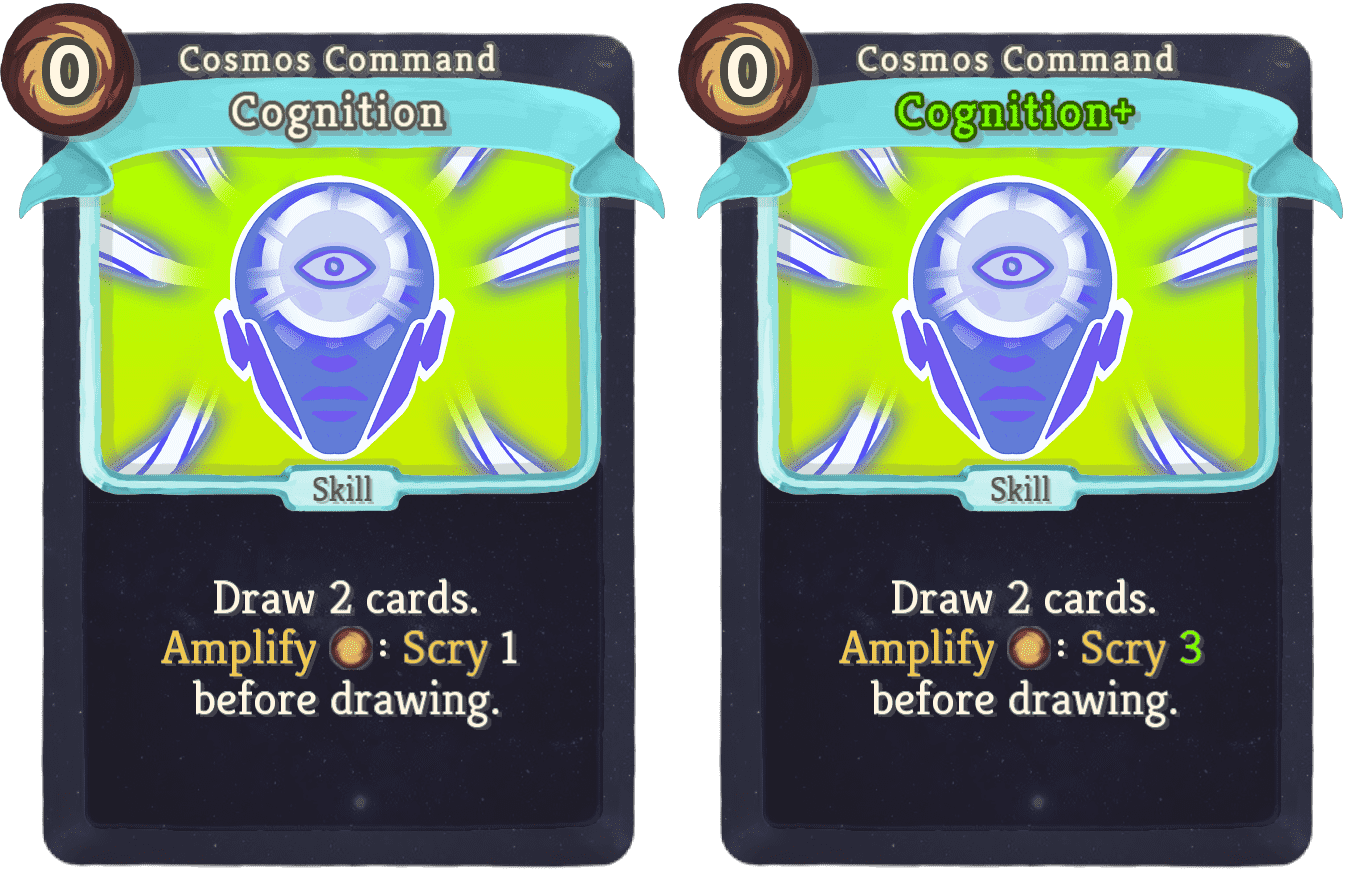 0
Cosmos Command
Cognition
Skill
Draw 2 cards.
Amplify : Scry 1
before drawing.
0
Cosmos Command
Cognition+
Skill
Draw 2 cards.
Amplify : Scry 3
before drawing.